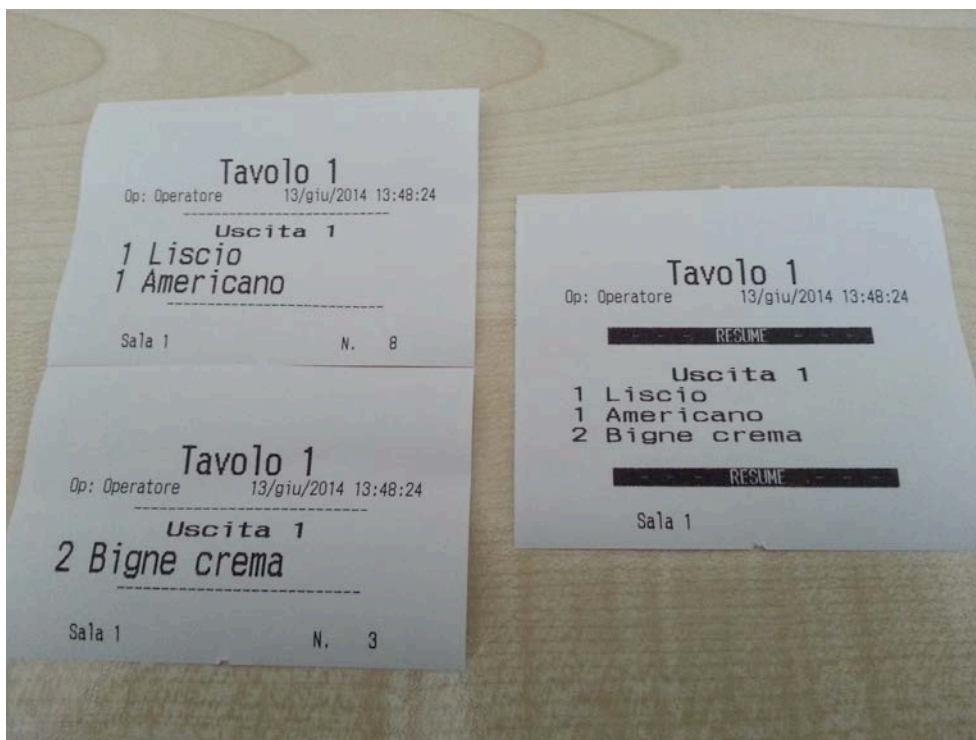 Tavolo 1
Op: Operatore 13/giu/2014 13:48:24
Uscita 1
1 Liscio
1 Americano
Sala 1 N. 8
Tavolo 1
Op: Operatore 13/giu/2014 13:48:24
Uscita 1
2 Bigne crema
Sala 1 N. 3
Tavolo 1
Op: Operatore 13/giu/2014 13:48:24
- - - - RESUME - - - -
Uscita 1
1 Liscio
1 Americano
2 Bigne crema
- - - - RESUME - - - -
Sala 1